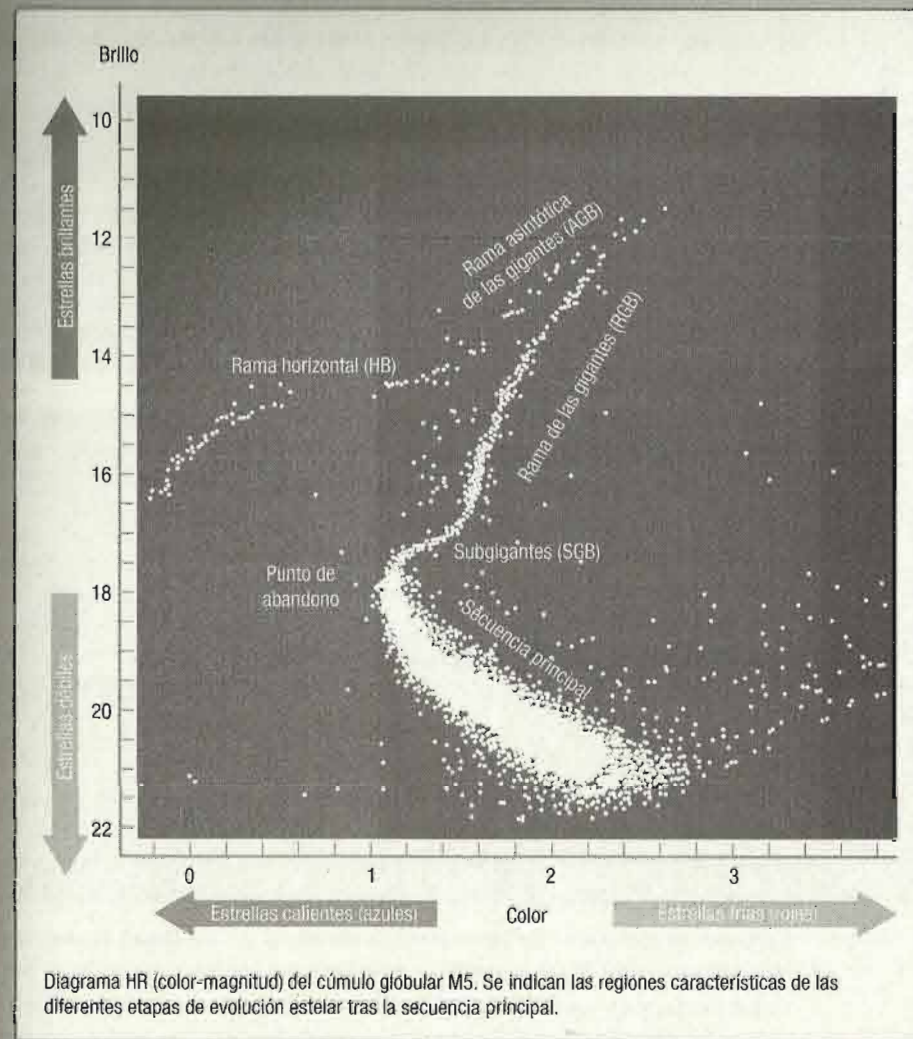 Brillo
10
12
14
16
18
20
22
Estrellas brillantes
Estrellas débiles
Rama asintótica
de las gigantes (AGB)
Rama horizontal (HB)
Rama de las gigantes (RGB)
Subgigantes (SGB)
Punto de
abandono
Secuencia principal
0
1
2
3
Estrellas calientes (azules)
Color
Estrellas frías (rojas)
Diagrama HR (color-magnitud) del cúmulo globular M5. Se indican las regiones características de las
diferentes etapas de evolución estelar tras la secuencia principal.